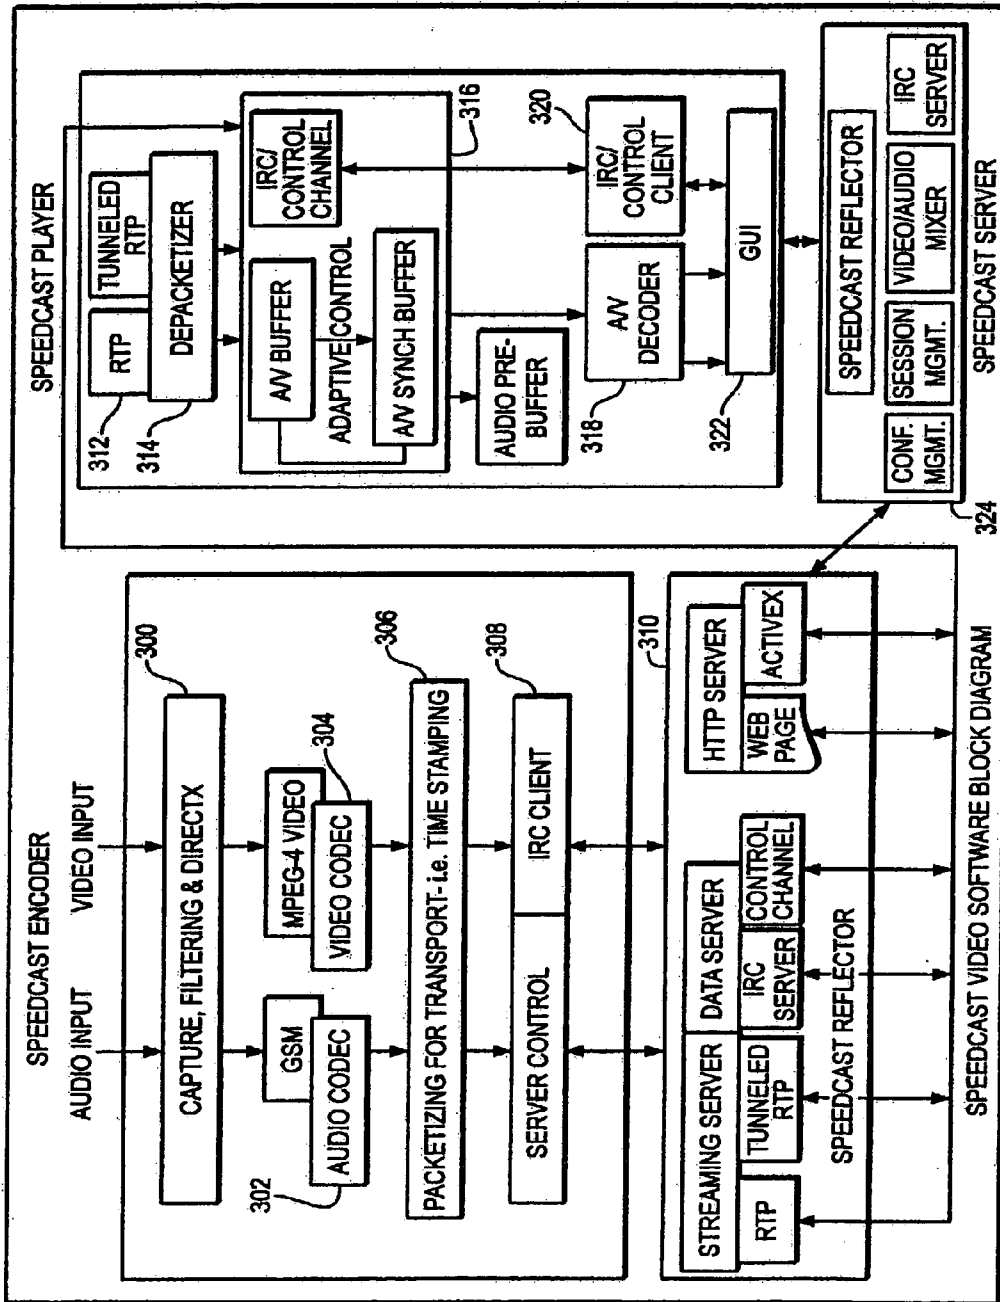 SPEEDCAST ENCODER
AUDIO INPUT
VIDEO INPUT
300
CAPTURE, FILTERING & DIRECTX
GSM
AUDIO CODEC
302
MPEG-4 VIDEO
VIDEO CODEC
304
306
PACKETIZING FOR TRANSPORT- i.e. TIME STAMPING
308
SERVER CONTROL
IRC CLIENT
310
STREAMING SERVER
DATA SERVER
HTTP SERVER
RTP
TUNNELED
RTP
IRC
SERVER
CONTROL
CHANNEL
WEB
PAGE
ACTIVEX
SPEEDCAST REFLECTOR
SPEEDCAST PLAYER
312
RTP
TUNNELED
RTP
314
DEPACKETIZER
A/V BUFFER
IRC/
CONTROL
CHANNEL
ADAPTIVE CONTROL
A/V SYNCH BUFFER
316
AUDIO PRE-
BUFFER
318
A/V
DECODER
320
IRC/
CONTROL
CLIENT
322
GUI
SPEEDCAST REFLECTOR
CONF.
MGMT.
SESSION
MGMT.
VIDEO/AUDIO
MIXER
IRC
SERVER
324
SPEEDCAST SERVER
SPEEDCAST VIDEO SOFTWARE BLOCK DIAGRAM